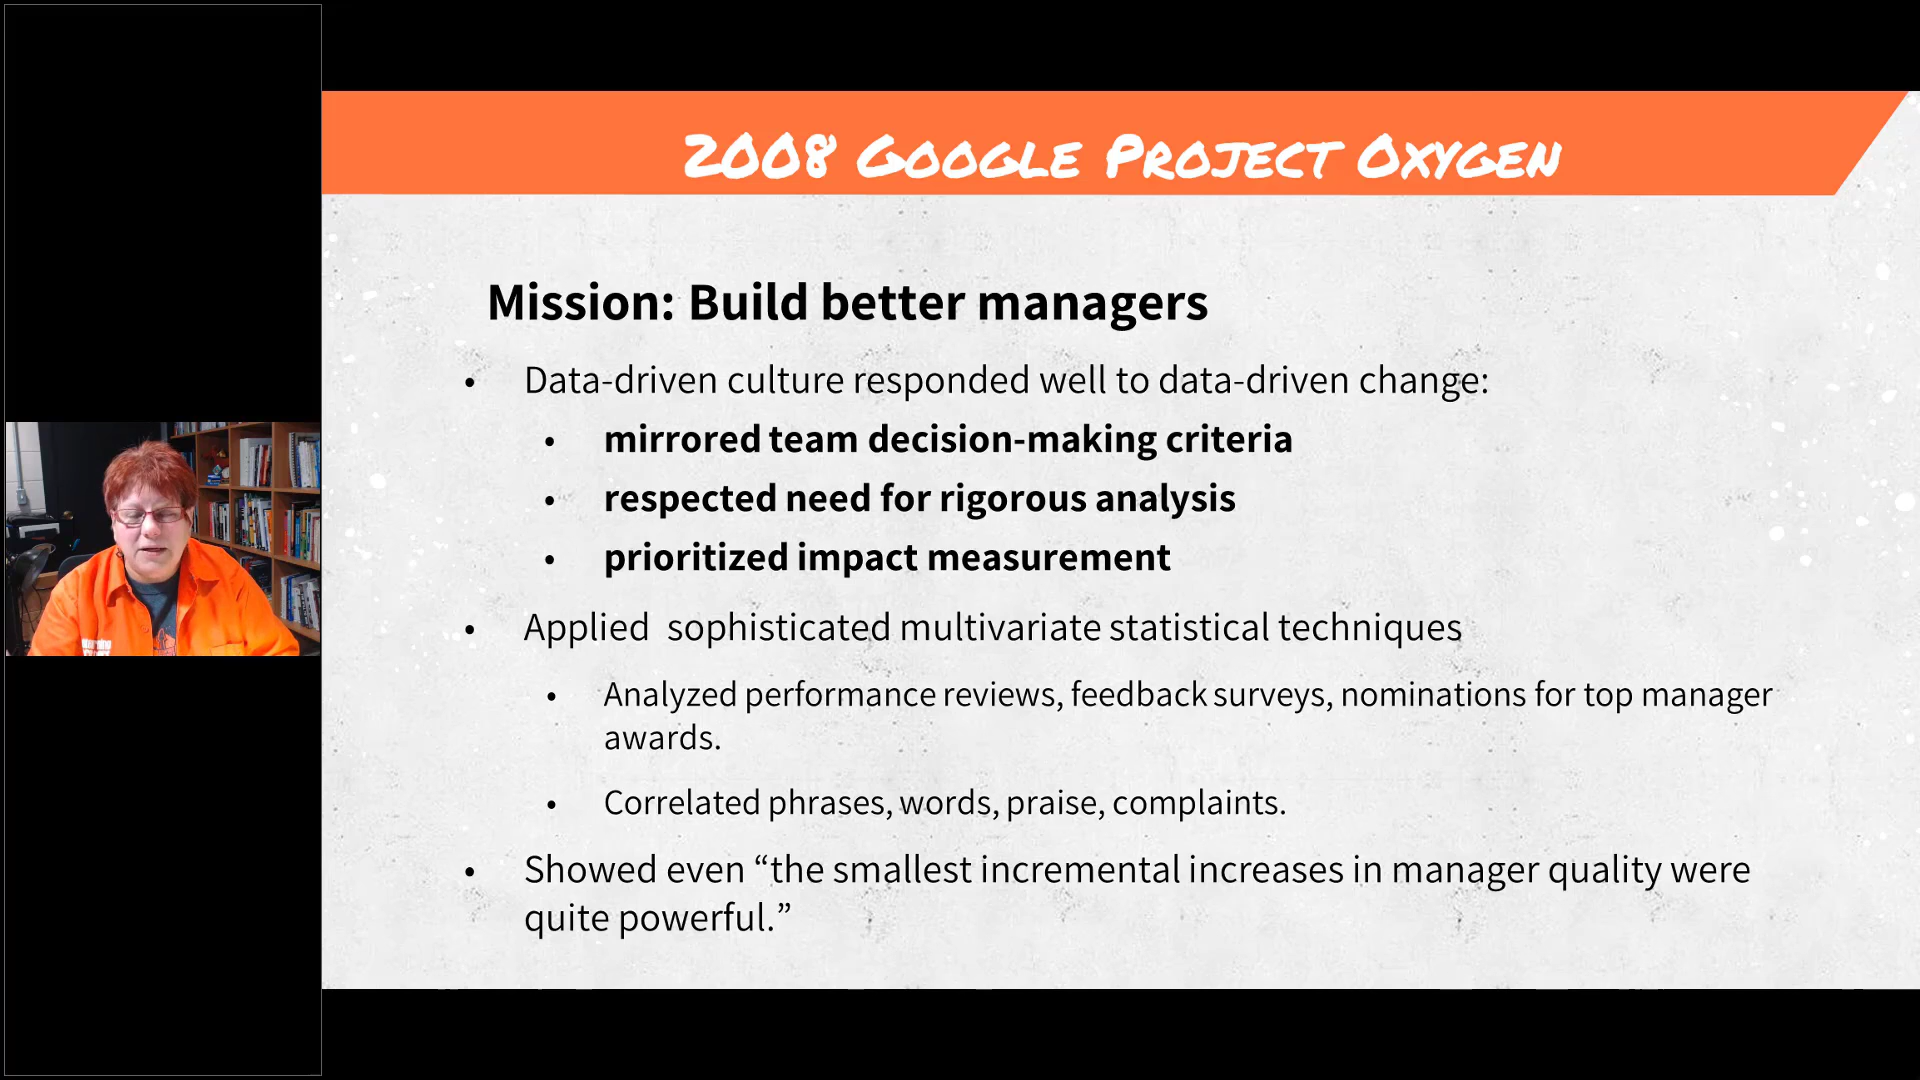 2008 Google Project Oxygen
Mission: Build better managers
• Data-driven culture responded well to data-driven change:
• mirrored team decision-making criteria
• respected need for rigorous analysis
• prioritized impact measurement
• Applied sophisticated multivariate statistical techniques
• Analyzed performance reviews, feedback surveys, nominations for top manager
awards.
• Correlated phrases, words, praise, complaints.
• Showed even “the smallest incremental increases in manager quality were
quite powerful.”